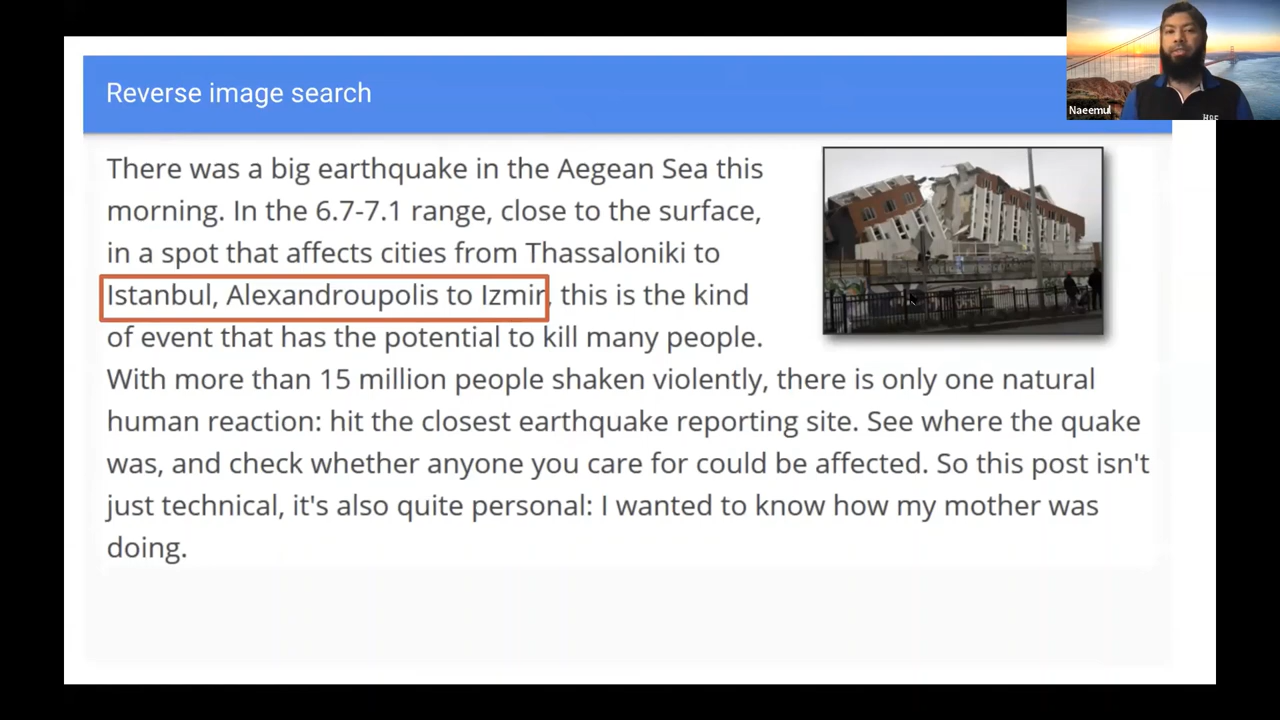 Reverse image search
There was a big earthquake in the Aegean Sea this
morning. In the 6.7-7.1 range, close to the surface,
in a spot that affects cities from Thassaloniki to
Istanbul, Alexandroupolis to Izmir, this is the kind
of event that has the potential to kill many people.
With more than 15 million people shaken violently, there is only one natural
human reaction: hit the closest earthquake reporting site. See where the quake
was, and check whether anyone you care for could be affected. So this post isn't
just technical, it's also quite personal: I wanted to know how my mother was
doing.
Naeemul